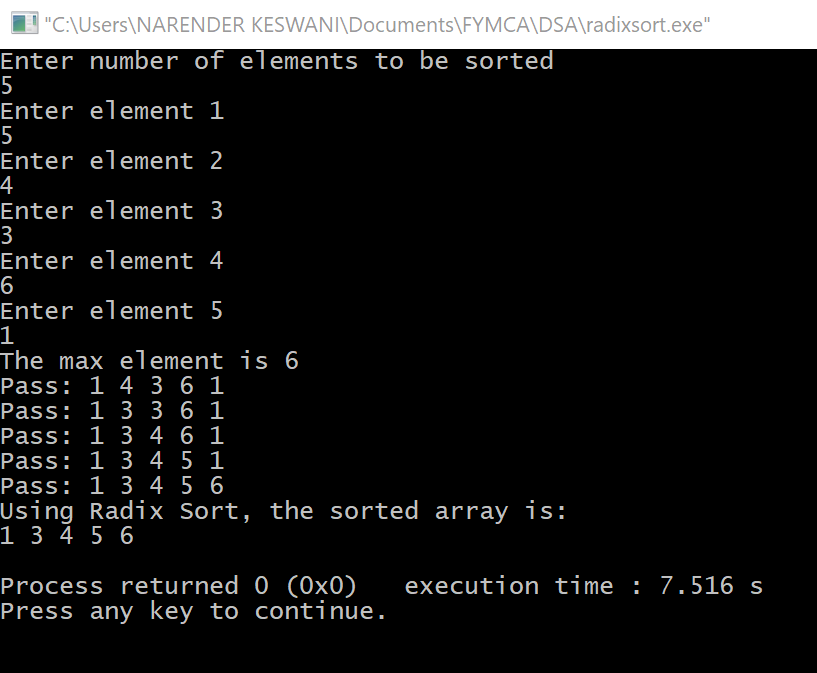 "C:\Users\NARENDER KESWANI\Documents\FYMCA\DSA\radixsort.exe"
Enter number of elements to be sorted
5
Enter element 1
5
Enter element 2
4
Enter element 3
3
Enter element 4
6
Enter element 5
1
The max element is 6
Pass: 1 4 3 6 1
Pass: 1 3 3 6 1
Pass: 1 3 4 6 1
Pass: 1 3 4 5 1
Pass: 1 3 4 5 6
Using Radix Sort, the sorted array is:
1 3 4 5 6
Process returned 0 (0x0)   execution time : 7.516 s
Press any key to continue.